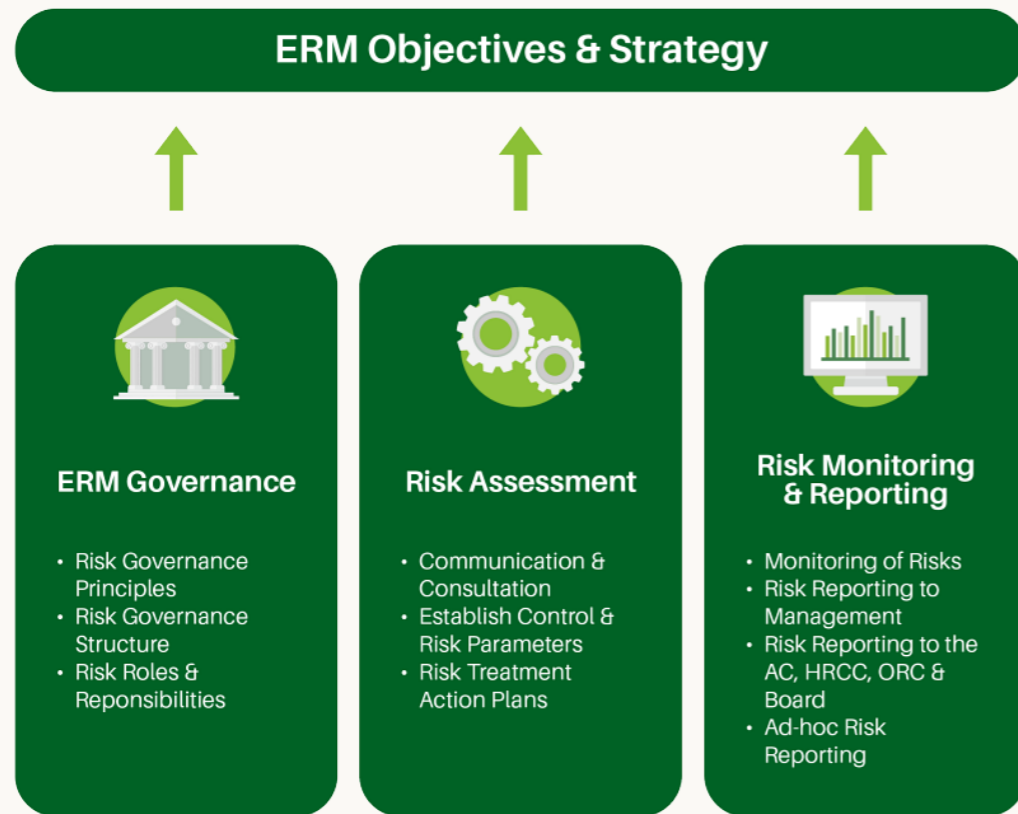 ERM Objectives & Strategy
ERM Governance
• Risk Governance
Principles
• Risk Governance
Structure
• Risk Roles &
Reponsibilities
Risk Assessment
• Communication &
Consultation
• Establish Control &
Risk Parameters
• Risk Treatment
Action Plans
Risk Monitoring
& Reporting
• Monitoring of Risks
• Risk Reporting to
Management
• Risk Reporting to the
AC, HRCC, ORC &
Board
• Ad-hoc Risk
Reporting